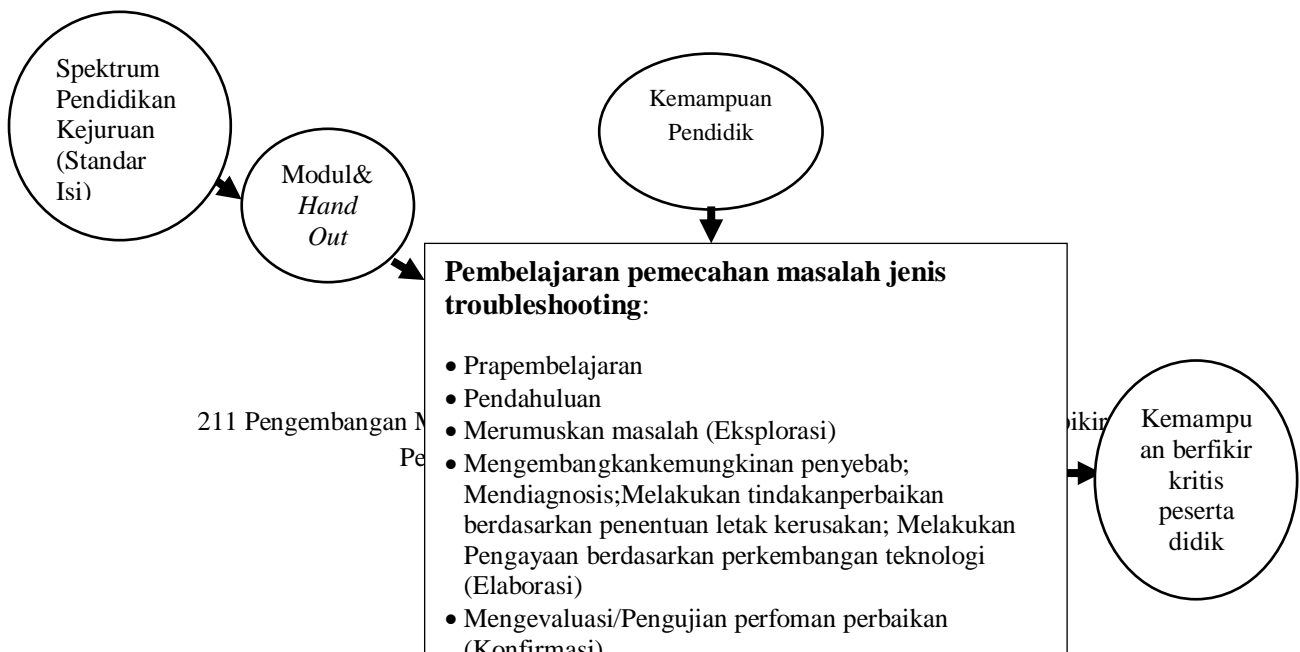 Spektrum
Pendidikan
Kejuruan
(Standar
Isi)
Modul&
Hand
Out
Kemampuan
Pendidik
Pembelajaran pemecahan masalah jenis
troubleshooting:
• Prapembelajaran
• Pendahuluan
• Merumuskan masalah (Eksplorasi)
• Mengembangkankemungkinan penyebab;
Mendiagnosis;Melakukan tindakanperbaikan
berdasarkan penentuan letak kerusakan; Melakukan
Pengayaan berdasarkan perkembangan teknologi
(Elaborasi)
• Mengevaluasi/Pengujian perfoman perbaikan
(Konfirmasi)
211 Pengembangan
Kemampu
an berfikir
kritis
peserta
didik